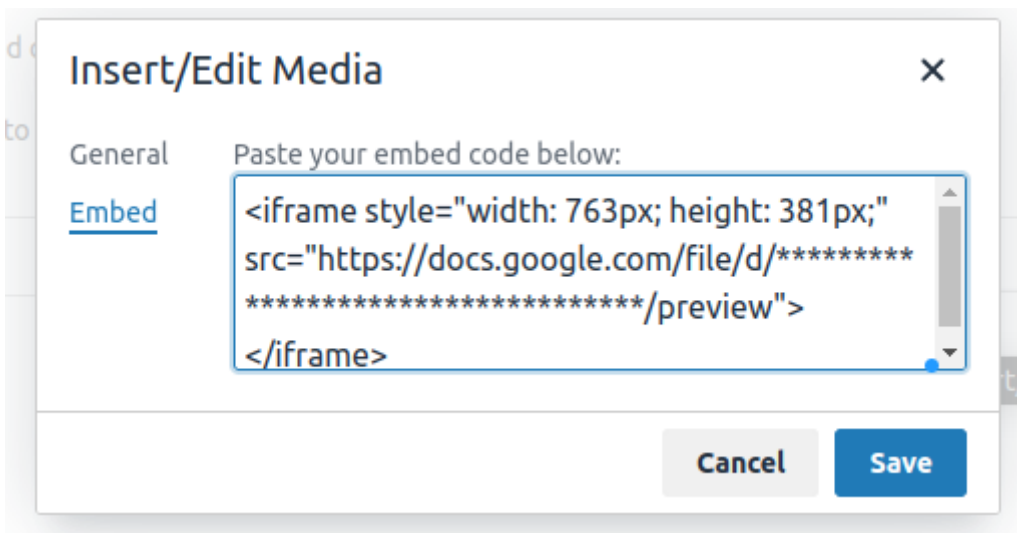 Insert/Edit Media
General
Paste your embed code below:
Embed
<iframe style="width: 763px; height: 381px;"
src="https://docs.google.com/file/d/*********
**************************/preview">
</iframe>
Cancel
Save